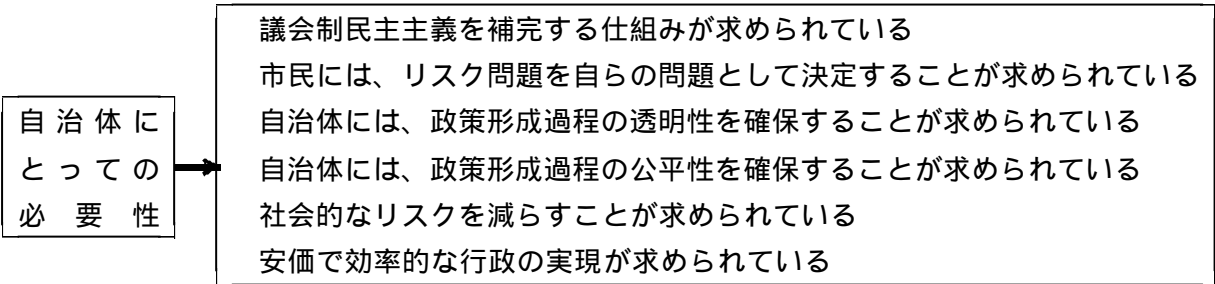 自治体に
とっての
必要性
議会制民主主義を補完する仕組みが求められている
市民には、リスク問題を自らの問題として決定することが求められている
自治体には、政策形成過程の透明性を確保することが求められている
自治体には、政策形成過程の公平性を確保することが求められている
社会的なリスクを減らすことが求められている
安価で効率的な行政の実現が求められている